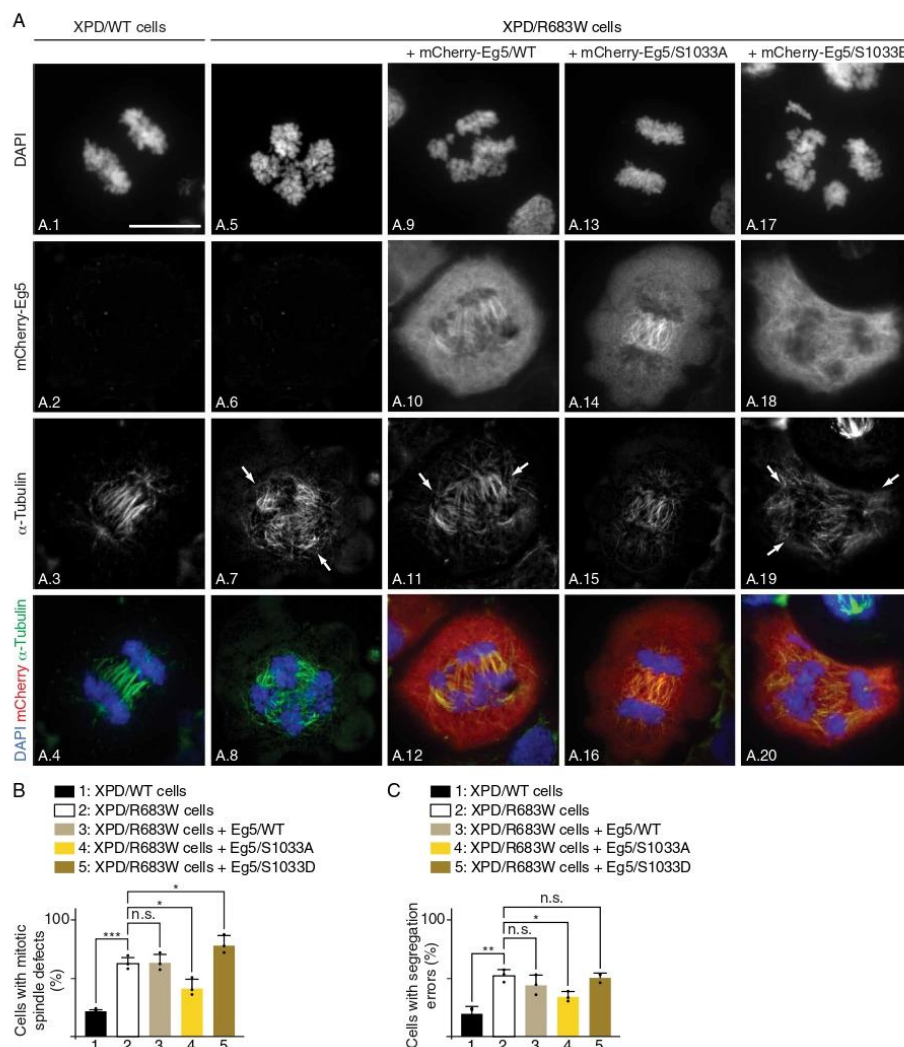 A
XPD/WT cells
XPD/R683W cells
+ mCherry-Eg5/WT
+ mCherry-Eg5/S1033A
+ mCherry-Eg5/S1033E
DAPI
A.1
A.5
A.9
A.13
A.17
mCherry-Eg5
A.2
A.6
A.10
A.14
A.18
α-Tubulin
A.3
A.7
A.11
A.15
A.19
DAPI mCherry α-Tubulin
A.4
A.8
A.12
A.16
A.20
B
1: XPD/WT cells
2: XPD/R683W cells
3: XPD/R683W cells + Eg5/WT
4: XPD/R683W cells + Eg5/S1033A
5: XPD/R683W cells + Eg5/S1033D
Cells with mitotic
spindle defects
(%)
100
*
*
n.s.
***
1 2 3 4 5
C
1: XPD/WT cells
2: XPD/R683W cells
3: XPD/R683W cells + Eg5/WT
4: XPD/R683W cells + Eg5/S1033A
5: XPD/R683W cells + Eg5/S1033D
Cells with segregation
errors (%)
100
n.s.
*
n.s.
**
1 2 3 4 5